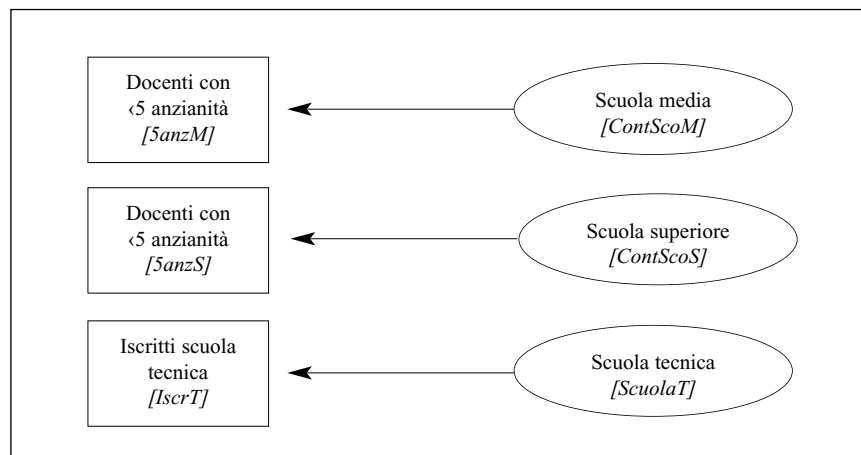 Docenti con
‹5 anzianità
[5anzM]
Scuola media
[ContScoM]
Docenti con
‹5 anzianità
[5anzS]
Scuola superiore
[ContScoS]
Iscritti scuola
tecnica
[IscrT]
Scuola tecnica
[ScuolaT]